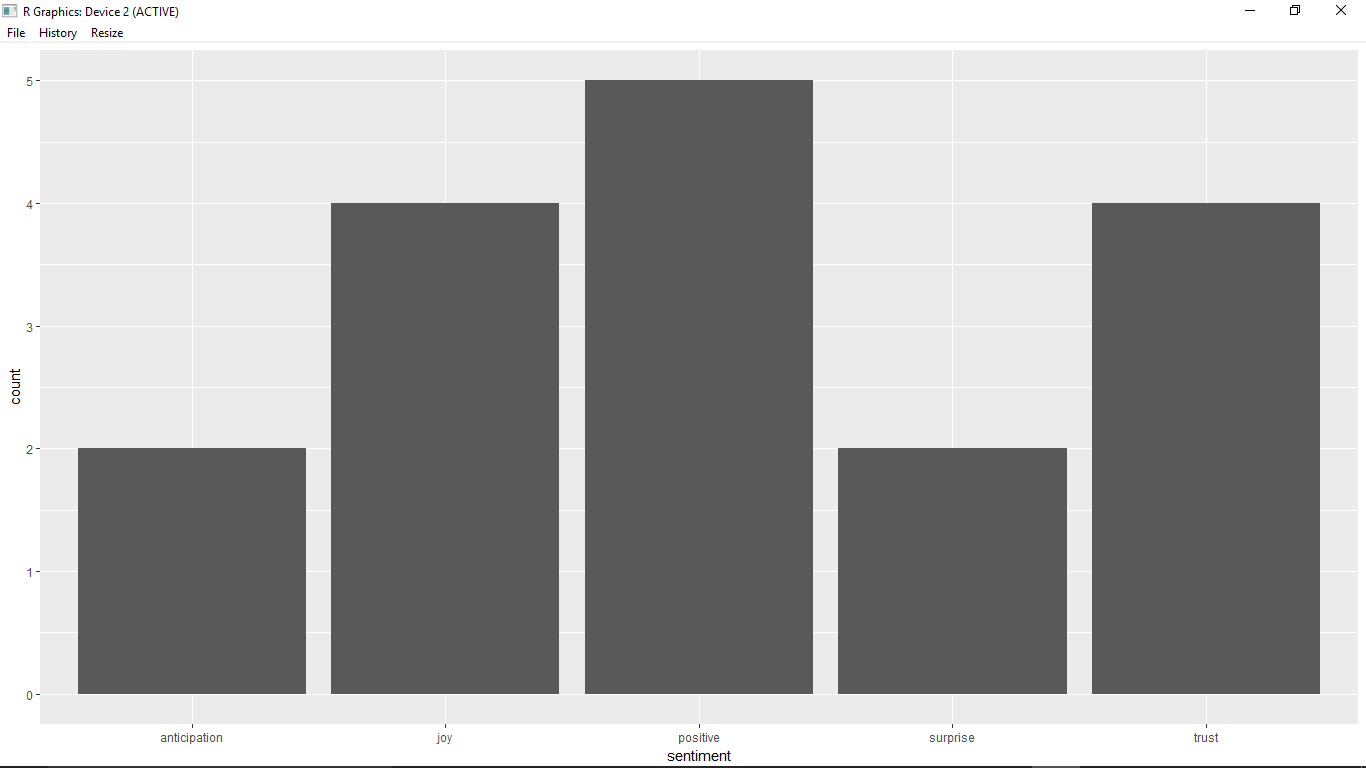 R Graphics: Device 2 (ACTIVE)
File History Resize
5
4
3
2
1
0
count
anticipation joy positive surprise trust
sentiment